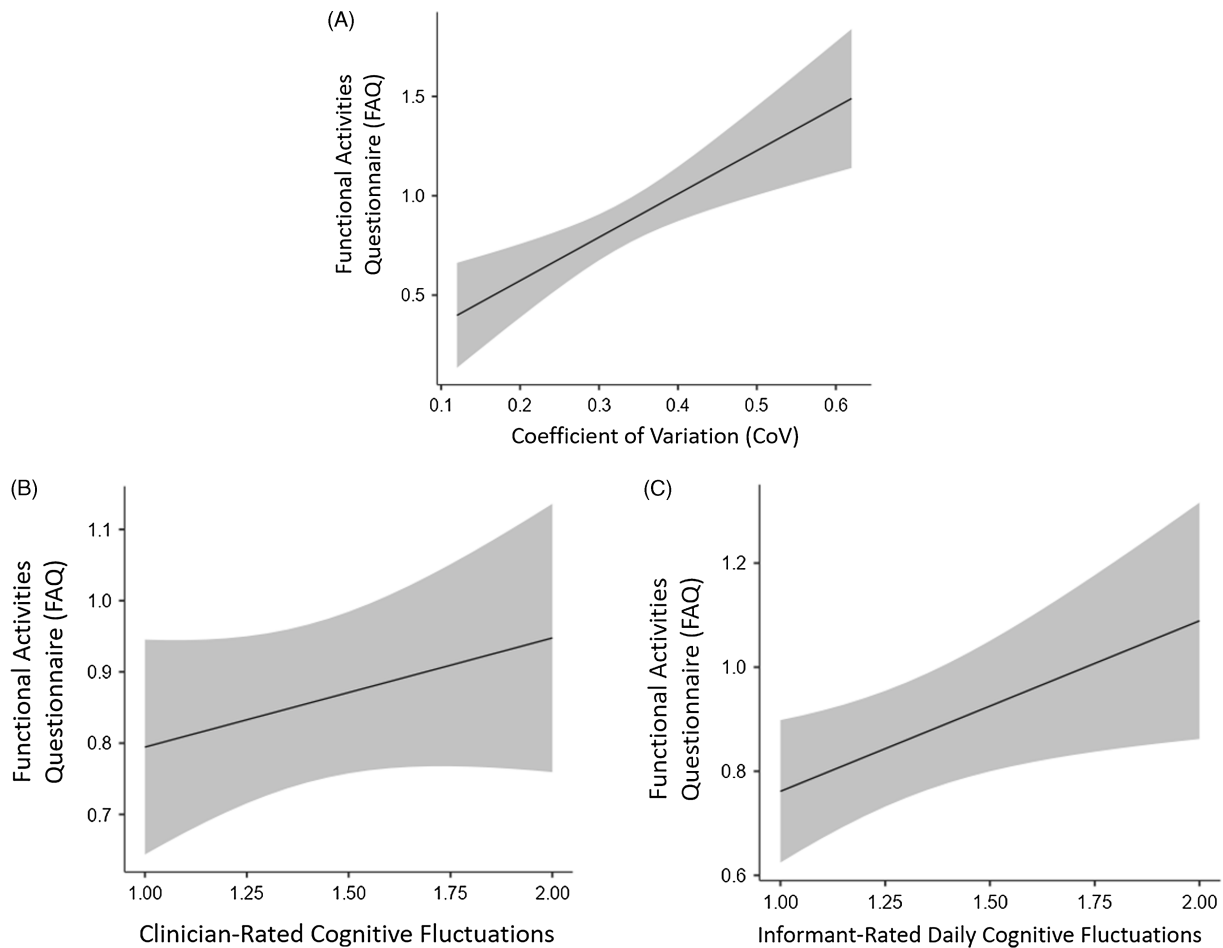 (A)
Functional Activities
Questionnaire (FAQ)
1.5
1.0
0.5
0.1 0.2 0.3 0.4 0.5 0.6
Coefficient of Variation (CoV)
(B)
Functional Activities
Questionnaire (FAQ)
1.1
1.0
0.9
0.8
0.7
1.00 1.25 1.50 1.75 2.00
Clinician-Rated Cognitive Fluctuations
(C)
Functional Activities
Questionnaire (FAQ)
1.2
1.0
0.8
0.6
1.00 1.25 1.50 1.75 2.00
Informant-Rated Daily Cognitive Fluctuations